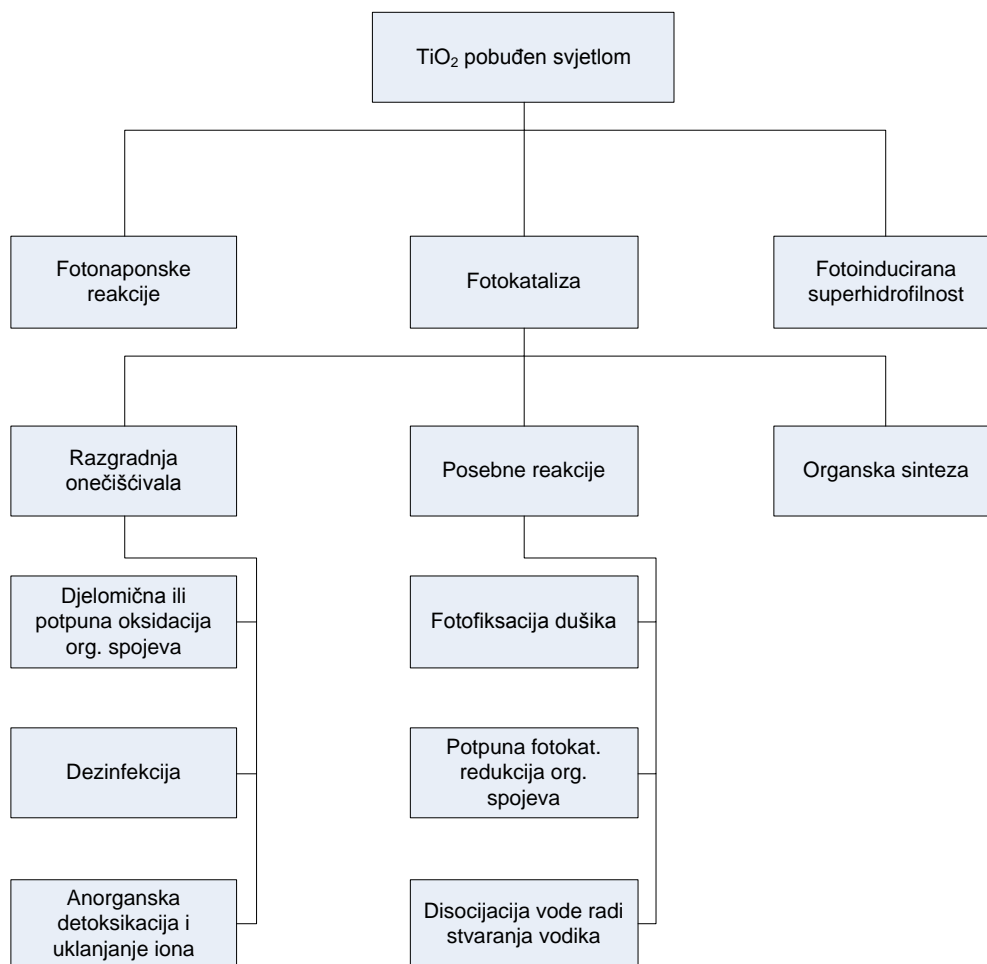 TiO₂ pobuđen svjetlom
Fotonaponske
reakcije
Fotokataliza
Fotoinducirana
superhidrofilnost
Razgradnja
onečišćivala
Posebne reakcije
Organska sinteza
Djelomična ili
potpuna oksidacija
org. spojeva
Fotofiksacija dušika
Dezinfekcija
Potpuna fotokat.
redukcija org.
spojeva
Anorganska
detoksikacija i
uklanjanje iona
Disocijacija vode radi
stvaranja vodika